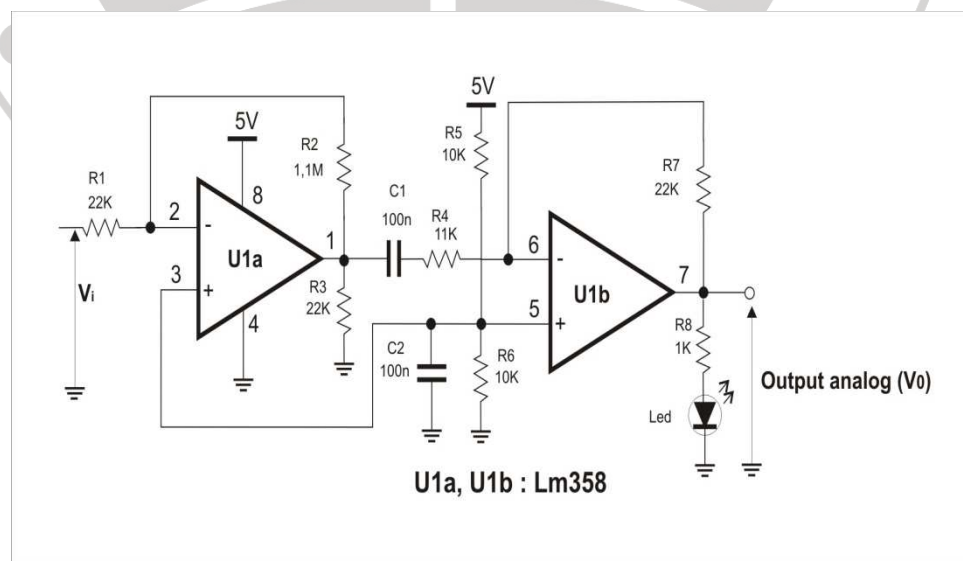 5V
5V
R5
10K
R2
1,1M
R7
22K
R1
22K
C1
100n
R4
11K
8
2
-
U1a
1
6
-
3
+
R3
22K
U1b
7
Vi
4
5
+
C2
100n
R6
10K
R8
1K
Output analog (V0)
Led
U1a, U1b : Lm358